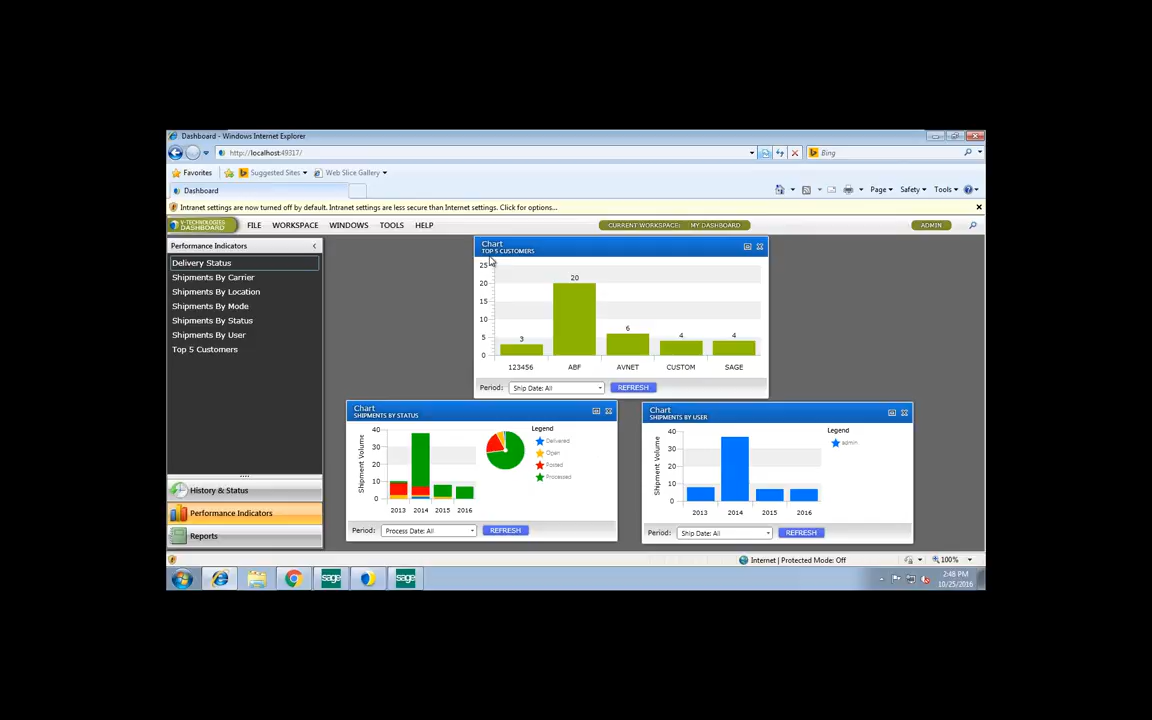 Dashboard - Windows Internet Explorer
http://localhost:49317/
Bing
Favorites
Suggested Sites
Web Slice Gallery
Dashboard
Page
Safety
Tools
Intranet settings are now turned off by default. Intranet settings are less secure than Internet settings. Click for options...
V-TECHNOLOGIES
DASHBOARD
FILE
WORKSPACE
WINDOWS
TOOLS
HELP
CURRENT WORKSPACE: MY DASHBOARD
ADMIN
Performance Indicators
Delivery Status
Shipments By Carrier
Shipments By Location
Shipments By Mode
Shipments By Status
Shipments By User
Top 5 Customers
History & Status
Performance Indicators
Reports
Chart
TOP 5 CUSTOMERS
25
20
15
10
5
0
3
20
6
4
4
123456
ABF
AVNET
CUSTOM
SAGE
Period:
Ship Date: All
REFRESH
Chart
SHIPMENTS BY STATUS
Shipment Volume
40
30
20
10
0
2013
2014
2015
2016
Legend
Delivered
Open
Posted
Processed
Period:
Process Date: All
REFRESH
Chart
SHIPMENTS BY USER
Shipment Volume
40
30
20
10
0
2013
2014
2015
2016
Legend
admin
Period:
Ship Date: All
REFRESH
Internet | Protected Mode: Off
100%
sage
sage
2:48 PM
10/25/2016